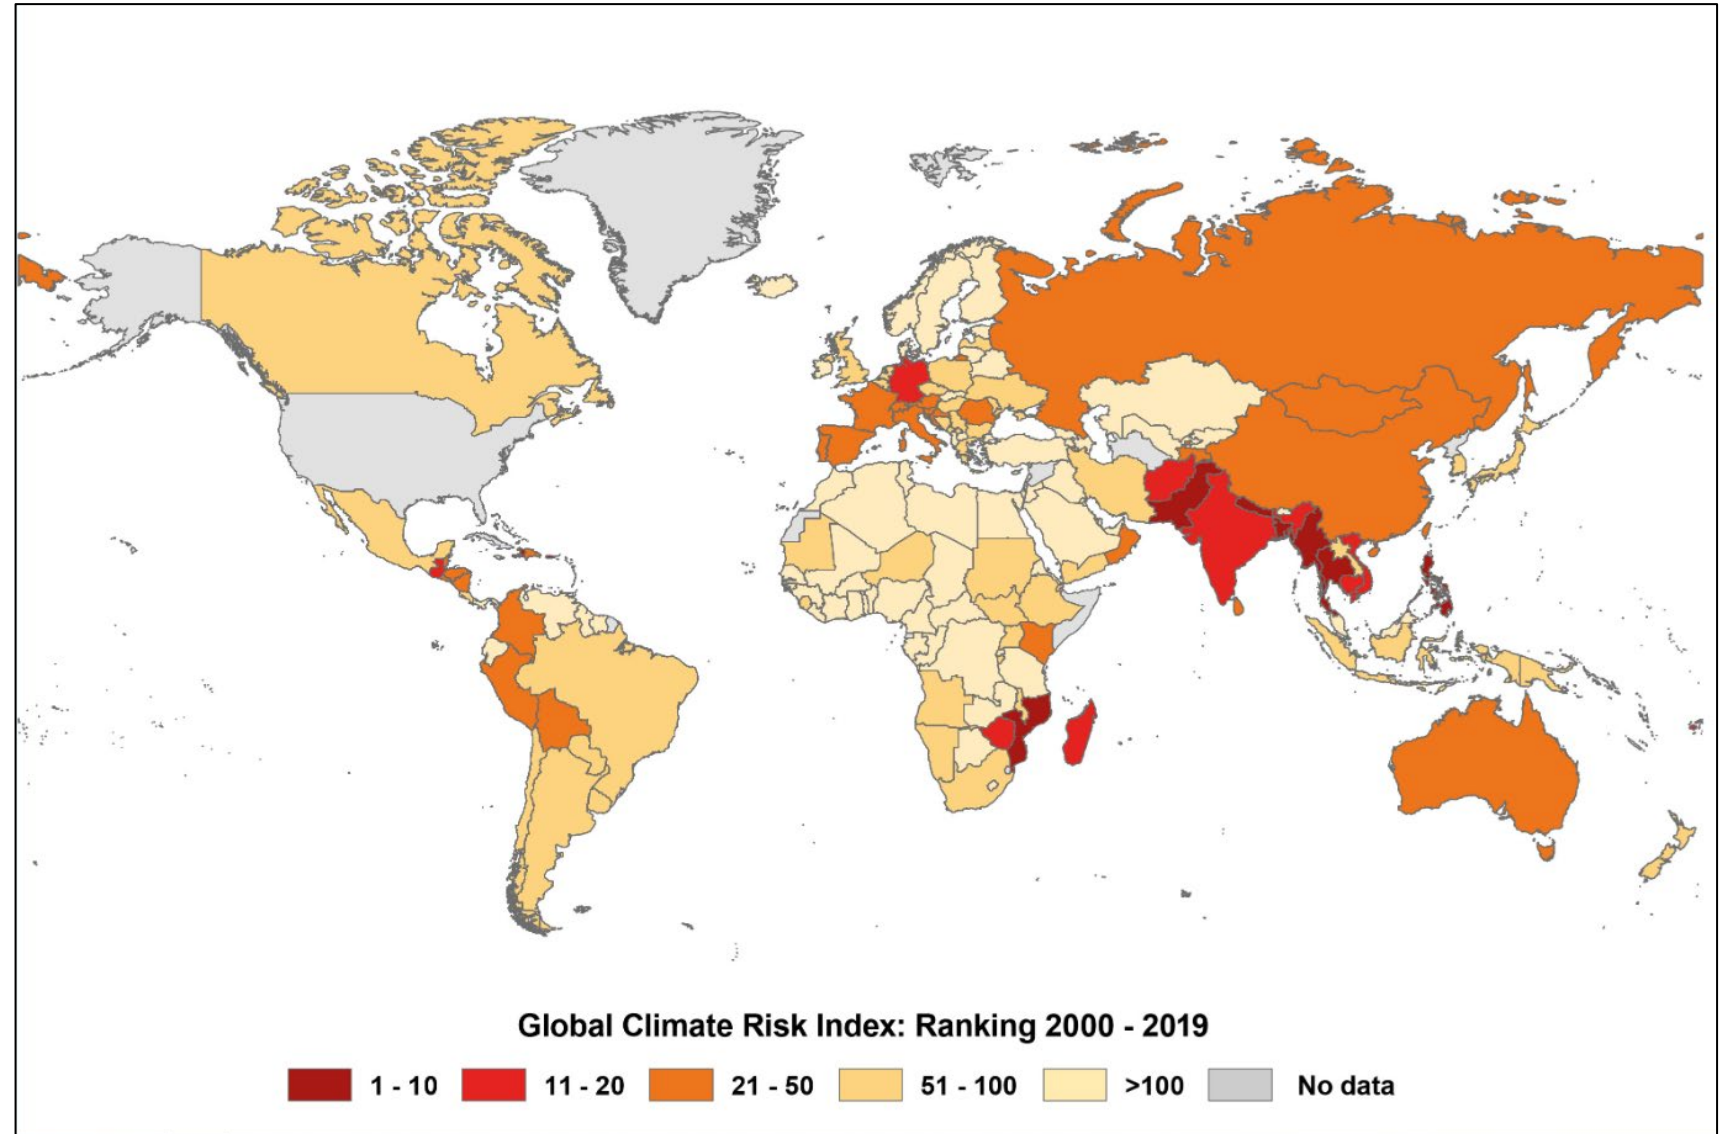 Global Climate Risk Index: Ranking 2000 - 2019
1 - 10 11 - 20 21 - 50 51 - 100 >100 No data